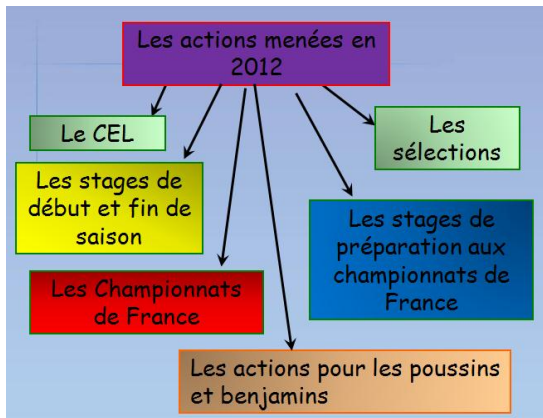 Les actions menées en
2012
Le CEL
Les
sélections
Les stages de
début et fin de
saison
Les stages de
préparation aux
championnats de
France
Les Championnats
de France
Les actions pour les poussins
et benjamins